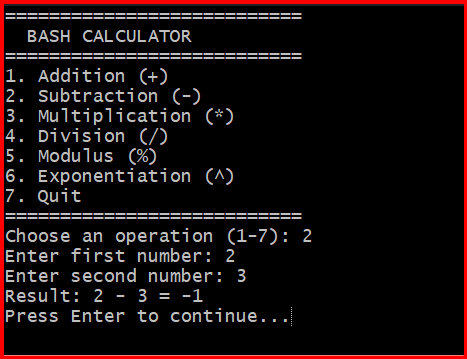 ===========================
  BASH CALCULATOR
===========================
1. Addition (+)
2. Subtraction (-)
3. Multiplication (*)
4. Division (/)
5. Modulus (%)
6. Exponentiation (^)
7. Quit
===========================
Choose an operation (1-7): 2
Enter first number: 2
Enter second number: 3
Result: 2 - 3 = -1
Press Enter to continue...